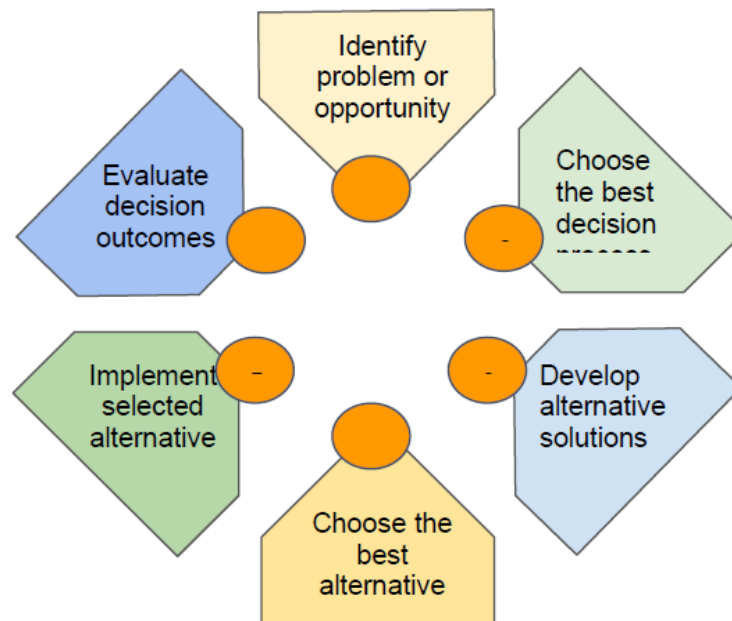 Identify
problem or
opportunity
Choose
the best
decision
process
-
Develop
alternative
solutions
-
Choose the
best
alternative
Implement
selected
alternative
–
Evaluate
decision
outcomes